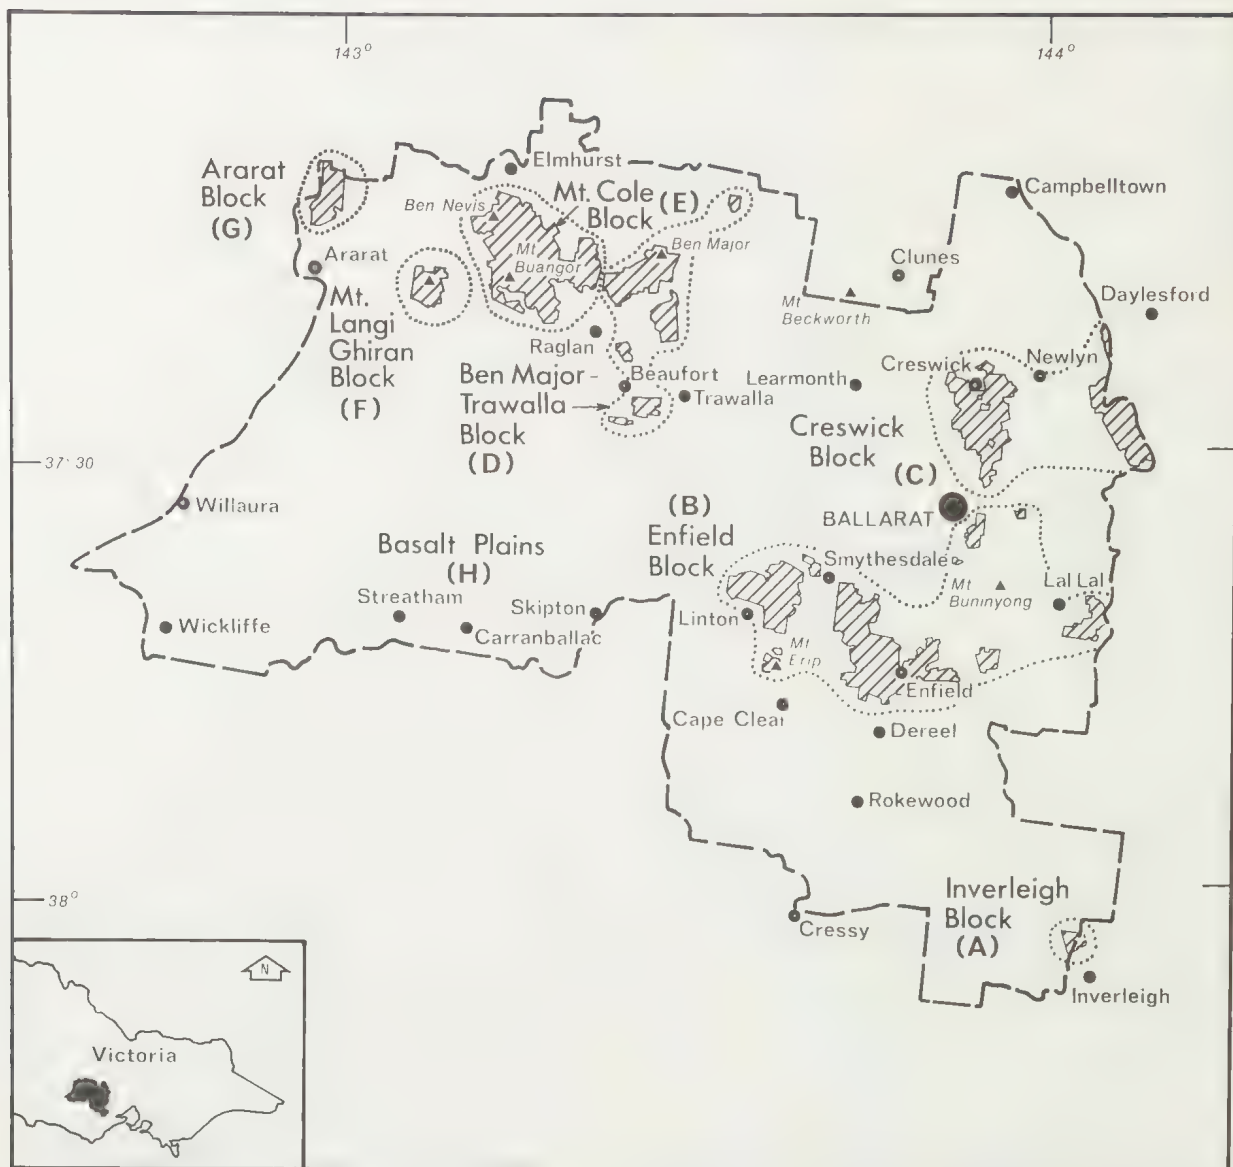 143°
144°
Elmhurst
Ararat
Block
(G)
Mt. Cole
Block
(E)
Campbelltown
Ben Nevis
Ben Major
Mt
Buangor
Ararat
Clunes
Mt.
Langi
Ghiran
Block
(F)
Mt
Beckworth
Daylesford
Raglan
Creswick
Newlyn
Ben Major-
Trawalla
Block
(D)
Beaufort
Trawalla
Learmonth
Creswick
Block
(C)
37°30
Willaura
BALLARAT
(B)
Enfield
Block
Basalt Plains
(H)
Smythesdale
Streatham
Skipton
Linton
Mt
Buninyong
Lal Lal
Wickliffe
Carranballac
Mt
Erip
Enfield
Cape Clear
Dereel
Rokewood
Inverleigh
Block
(A)
38°
Cressy
Inverleigh
N
Victoria